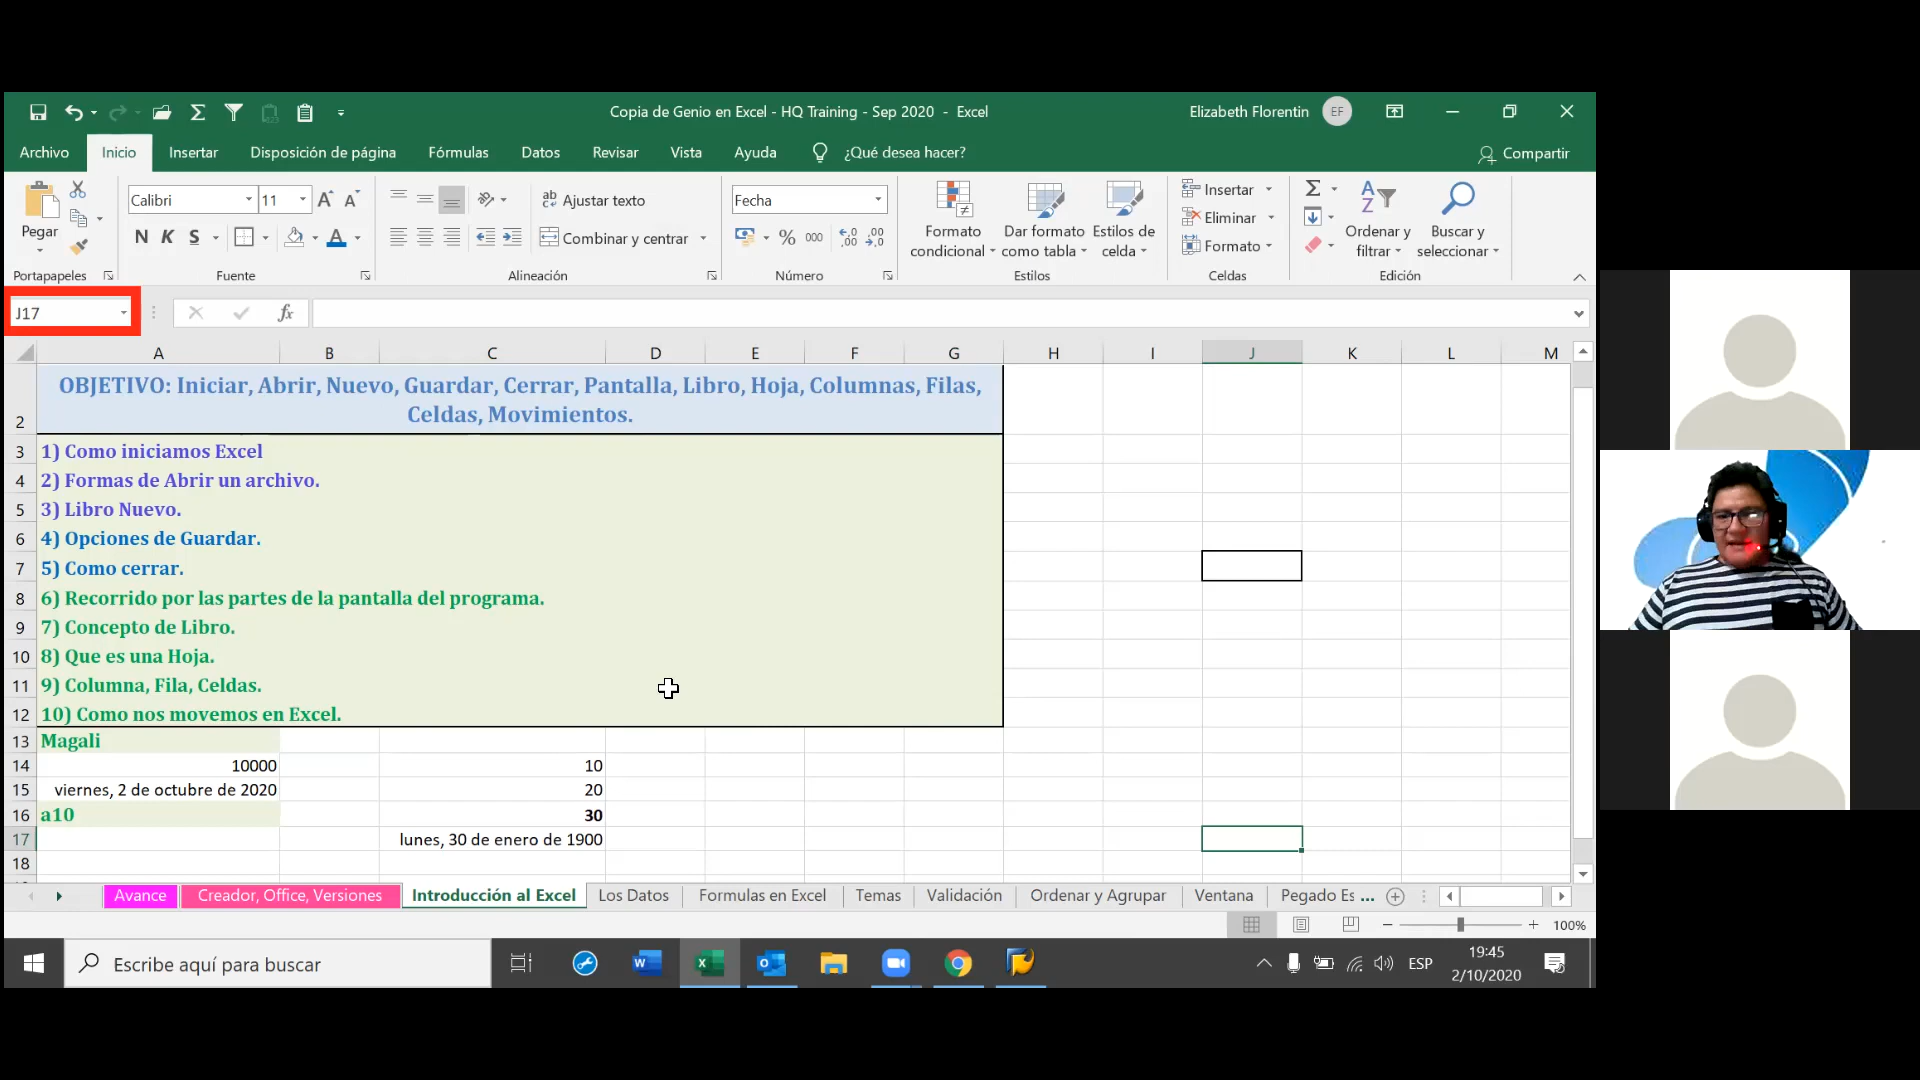 Copia de Genio en Excel - HQ Training - Sep 2020 - Excel
Elizabeth Florentin
EF
Archivo Inicio Insertar Disposición de página Fórmulas Datos Revisar Vista Ayuda ¿Qué desea hacer? Compartir
Pegar
Portapapeles
Calibri 11
N K S
Fuente
Ajustar texto
Combinar y centrar
Alineación
Fecha
% 000
Número
Formato condicional
Dar formato como tabla
Estilos de celda
Estilos
Insertar
Eliminar
Formato
Celdas
Ordenar y filtrar
Buscar y seleccionar
Edición
J17
fx
A B C D E F G H I J K L M
OBJETIVO: Iniciar, Abrir, Nuevo, Guardar, Cerrar, Pantalla, Libro, Hoja, Columnas, Filas,
2 Celdas, Movimientos.
3 1) Como iniciamos Excel
4 2) Formas de Abrir un archivo.
5 3) Libro Nuevo.
6 4) Opciones de Guardar.
7 5) Como cerrar.
8 6) Recorrido por las partes de la pantalla del programa.
9 7) Concepto de Libro.
10 8) Que es una Hoja.
11 9) Columna, Fila, Celdas.
12 10) Como nos movemos en Excel.
13 Magali
14 10000 10
15 viernes, 2 de octubre de 2020 20
16 a10 30
17 lunes, 30 de enero de 1900
18
Avance Creador, Office, Versiones Introducción al Excel Los Datos Formulas en Excel Temas Validación Ordenar y Agrupar Ventana Pegado Es ...
100%
Escribe aquí para buscar
ESP
19:45
2/10/2020